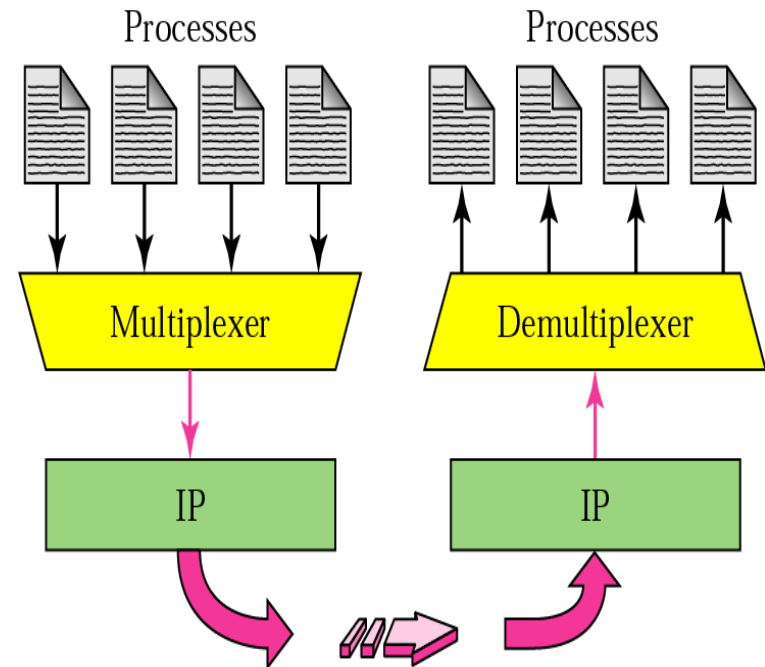 Processes
Processes
Multiplexer
Demultiplexer
IP
IP